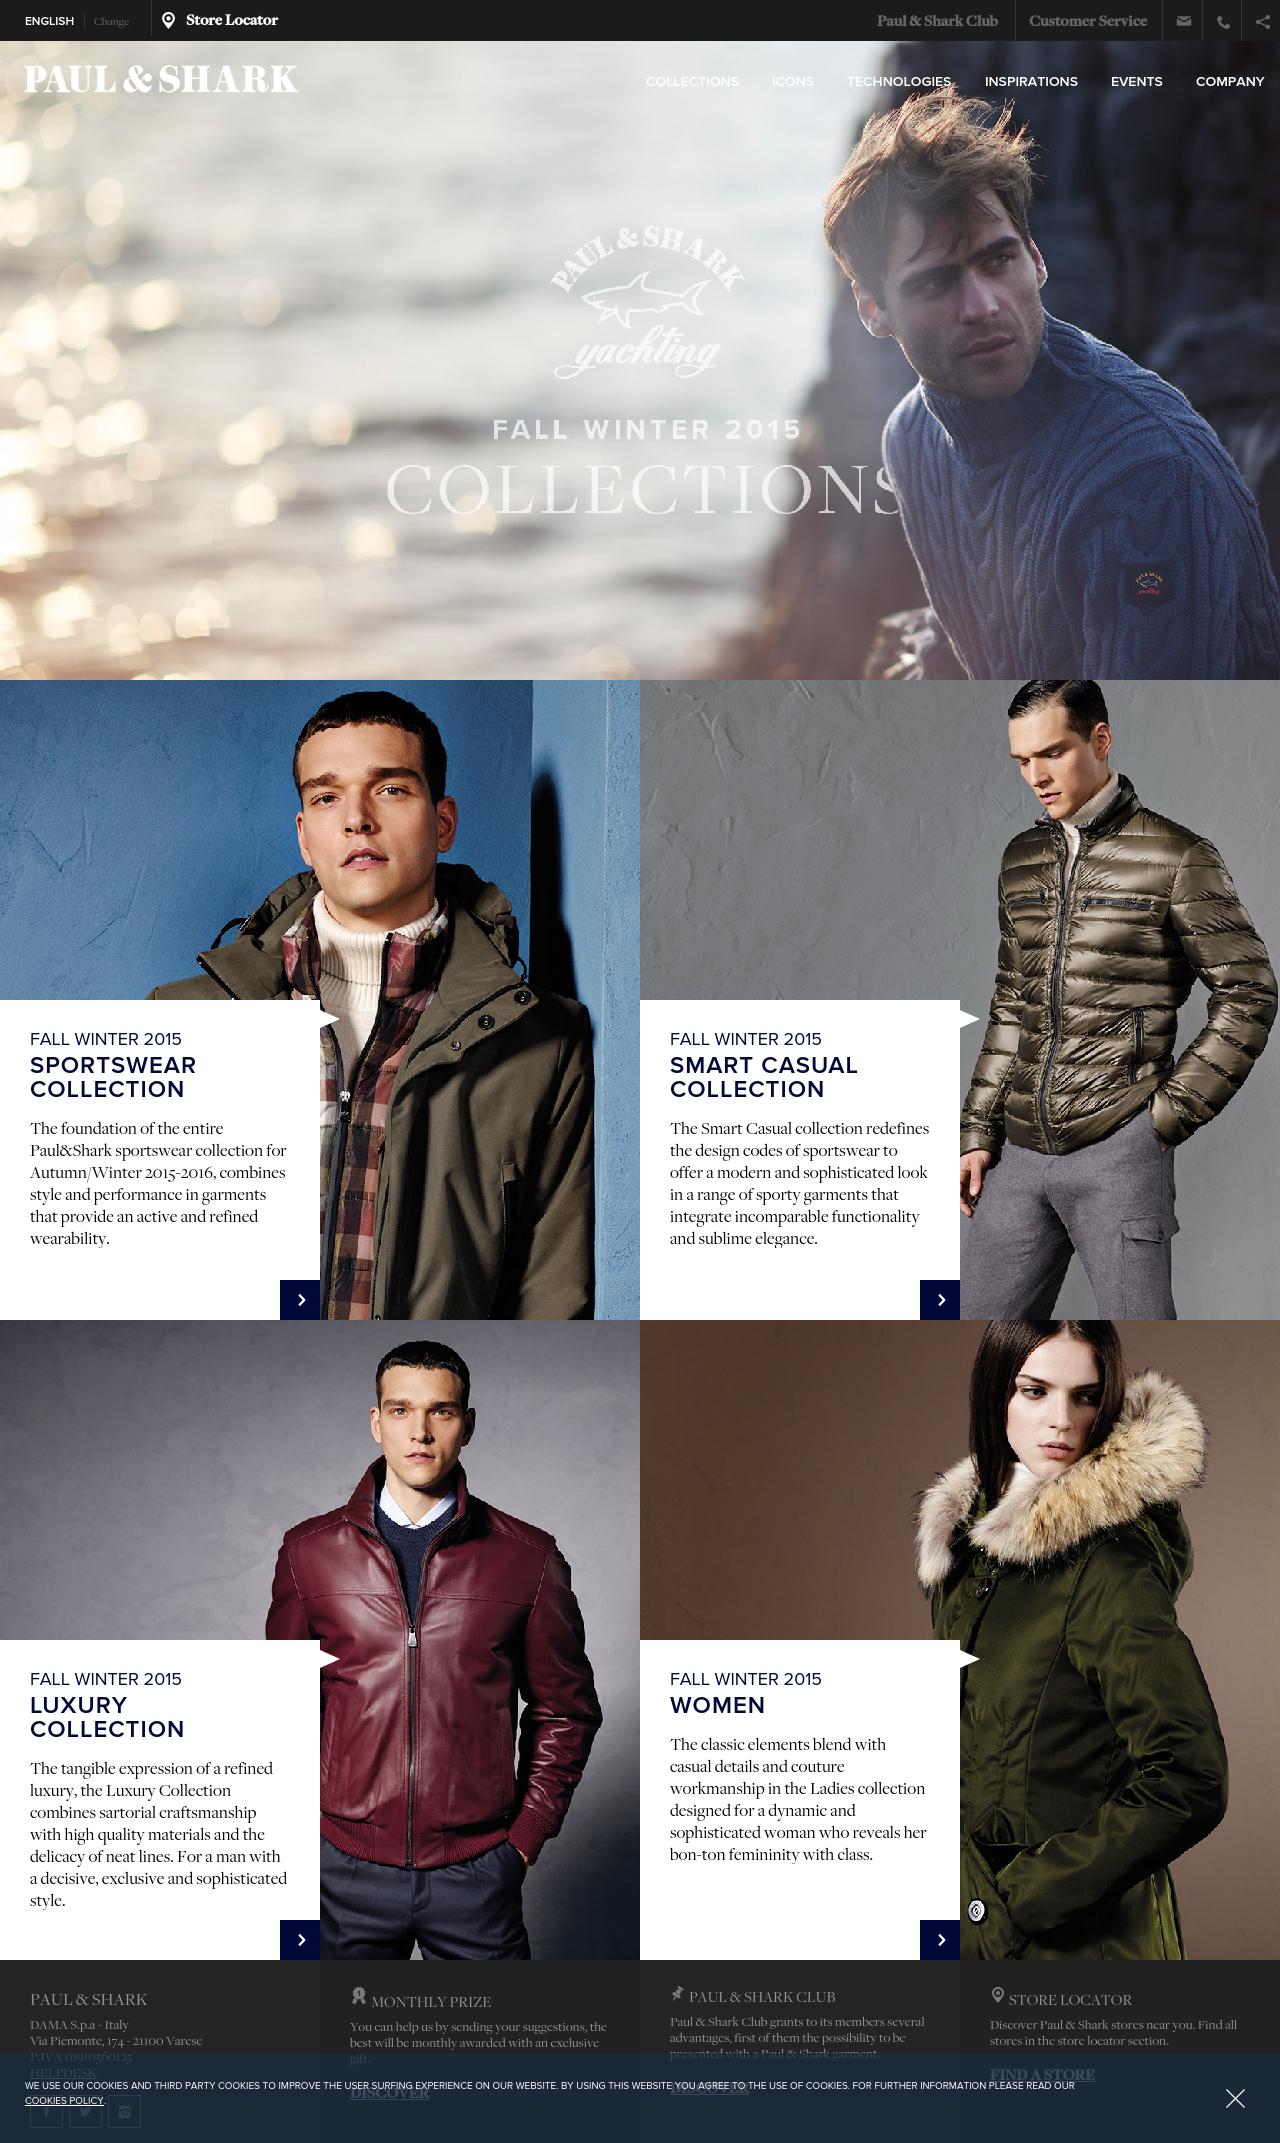 ENGLISH Change Store Locator Paul & Shark Club Customer Service
PAUL & SHARK COLLECTIONS ICONS TECHNOLOGIES INSPIRATIONS EVENTS COMPANY
PAUL & SHARK
yachting
FALL WINTER 2015
COLLECTIONS
PAUL & SHARK
yachting
FALL WINTER 2015
SPORTSWEAR
COLLECTION
The foundation of the entire
Paul&Shark sportswear collection for
Autumn/Winter 2015-2016, combines
style and performance in garments
that provide an active and refined
wearability.
FALL WINTER 2015
SMART CASUAL
COLLECTION
The Smart Casual collection redefines
the design codes of sportswear to
offer a modern and sophisticated look
in a range of sporty garments that
integrate incomparable functionality
and sublime elegance.
FALL WINTER 2015
LUXURY
COLLECTION
The tangible expression of a refined
luxury, the Luxury Collection
combines sartorial craftsmanship
with high quality materials and the
delicacy of neat lines. For a man with
a decisive, exclusive and sophisticated
style.
FALL WINTER 2015
WOMEN
The classic elements blend with
casual details and couture
workmanship in the Ladies collection
designed for a dynamic and
sophisticated woman who reveals her
bon-ton femininity with class.
PAUL & SHARK
DAMA S.p.a - Italy
Via Piemonte, 174 - 21100 Varese
P.IVA 01910560125
HELPDESK
MONTHLY PRIZE
You can help us by sending your suggestions, the
best will be monthly awarded with an exclusive
gift.
DISCOVER
PAUL & SHARK CLUB
Paul & Shark Club grants to its members several
advantages, first of them the possibility to be
presented with a Paul & Shark garment.
DISCOVER
STORE LOCATOR
Discover Paul & Shark stores near you. Find all
stores in the store locator section.
FIND A STORE
WE USE OUR COOKIES AND THIRD PARTY COOKIES TO IMPROVE THE USER SURFING EXPERIENCE ON OUR WEBSITE. BY USING THIS WEBSITE YOU AGREE TO THE USE OF COOKIES. FOR FURTHER INFORMATION PLEASE READ OUR
COOKIES POLICY.